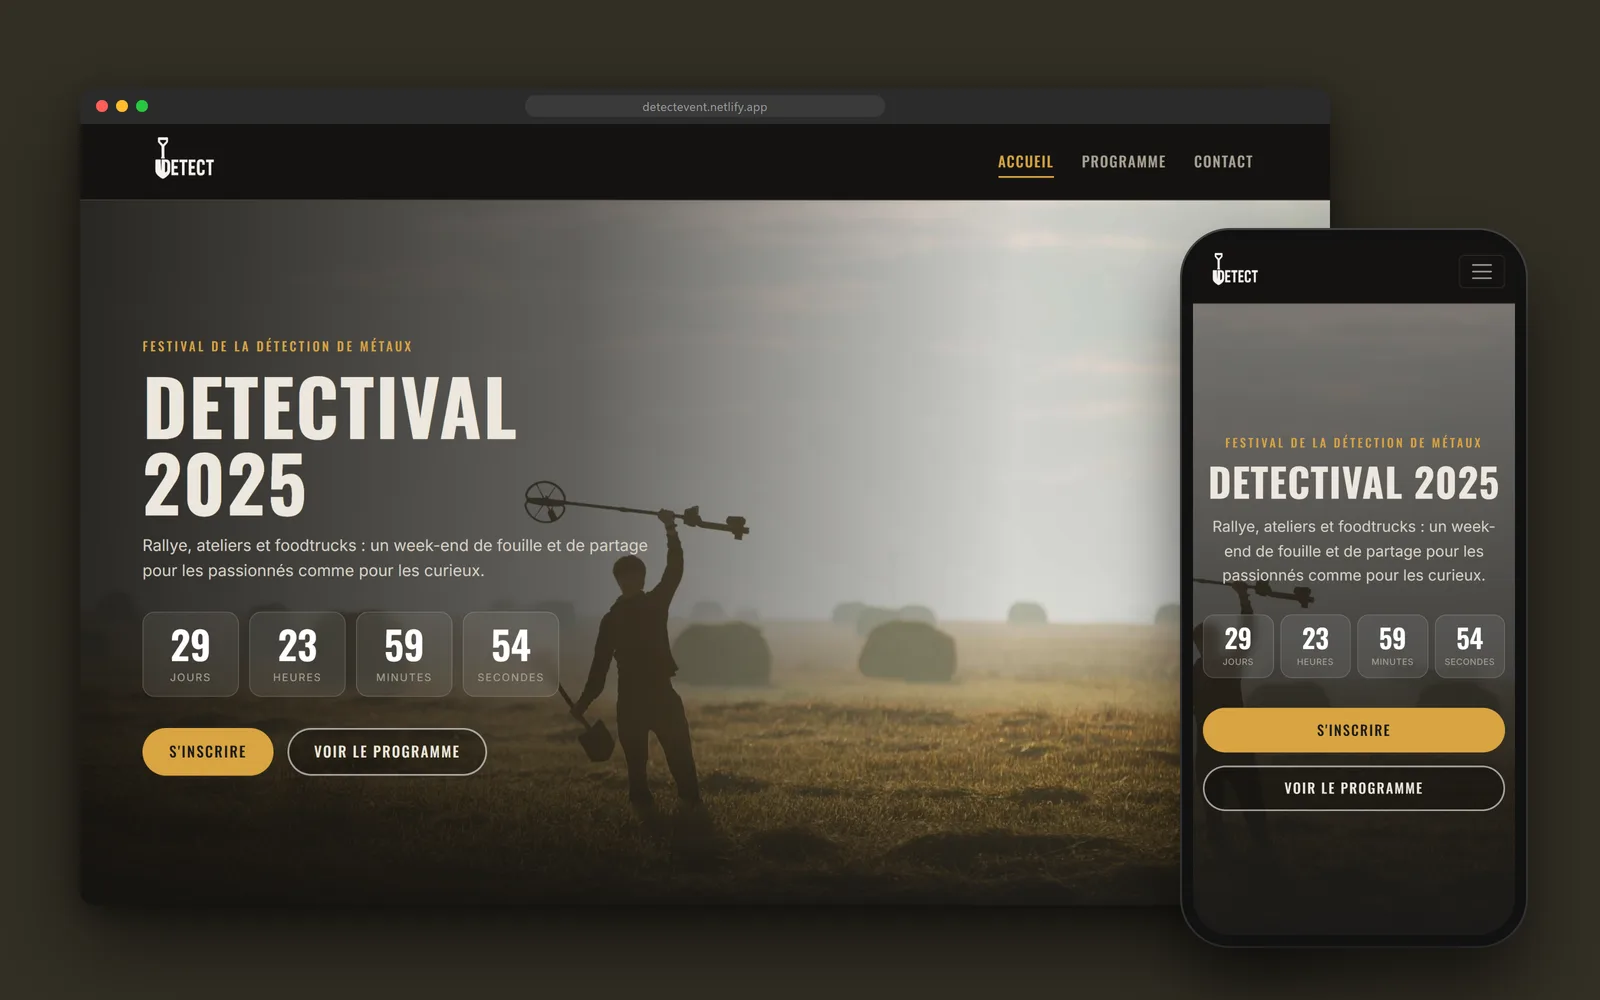 detectevent.netlify.app
DETECT
ACCUEIL PROGRAMME CONTACT
FESTIVAL DE LA DÉTECTION DE MÉTAUX
DETECTIVAL
2025
Rallye, ateliers et foodtrucks : un week-end de fouille et de partage
pour les passionnés comme pour les curieux.
29 23 59 54
JOURS HEURES MINUTES SECONDES
S'INSCRIRE VOIR LE PROGRAMME
DETECT
FESTIVAL DE LA DÉTECTION DE MÉTAUX
DETECTIVAL 2025
Rallye, ateliers et foodtrucks : un week-
end de fouille et de partage pour les
passionnés comme pour les curieux.
29 23 59 54
JOURS HEURES MINUTES SECONDES
S'INSCRIRE
VOIR LE PROGRAMME